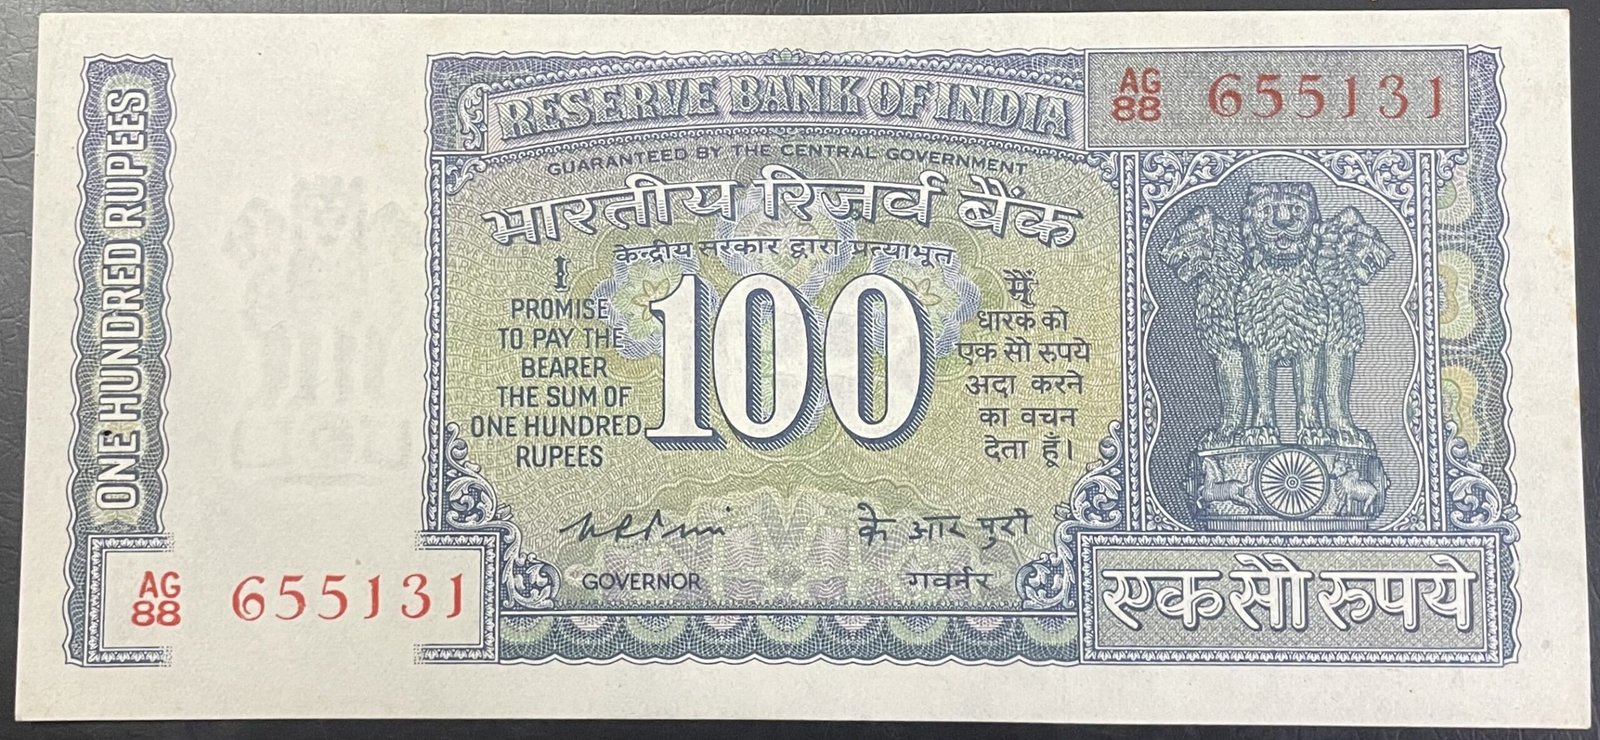 ONE HUNDRED RUPEES
RESERVE BANK OF INDIA
AG
88 655131
GUARANTEED BY THE CENTRAL GOVERNMENT
भारतीय रिज़र्व बैंक
केन्द्रीय सरकार द्वारा प्रत्याभूत
I
PROMISE
TO PAY THE
BEARER
THE SUM OF
ONE HUNDRED
RUPEES
100
मैं
धारक को
एक सौ रुपये
अदा करने
का वचन
देता हूँ।
के आर पुरी
GOVERNOR
गवर्नर
AG
88 655131
एक सौ रुपये